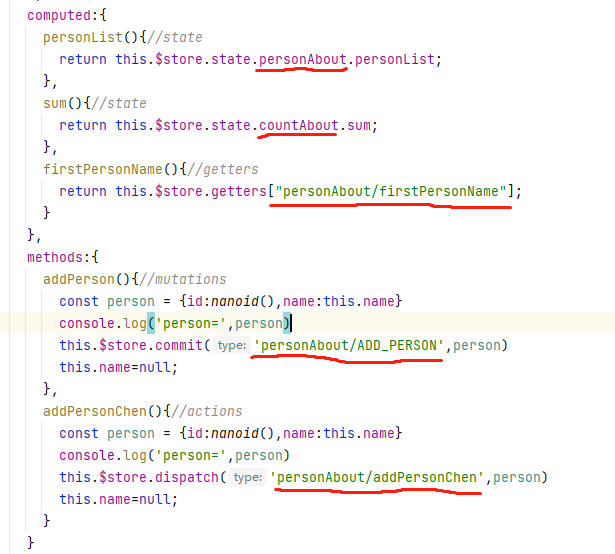 computed:{
personList(){//state
return this.$store.state.personAbout.personList;
},
sum(){//state
return this.$store.state.countAbout.sum;
},
firstPersonName(){//getters
return this.$store.getters["personAbout/firstPersonName"];
}
},
methods:{
addPerson(){//mutations
const person = {id:nanoid(),name:this.name}
console.log('person=',person)
this.$store.commit( type: 'personAbout/ADD_PERSON',person)
this.name=null;
},
addPersonChen(){//actions
const person = {id:nanoid(),name:this.name}
console.log('person=',person)
this.$store.dispatch( type: 'personAbout/addPersonChen',person)
this.name=null;
}
}